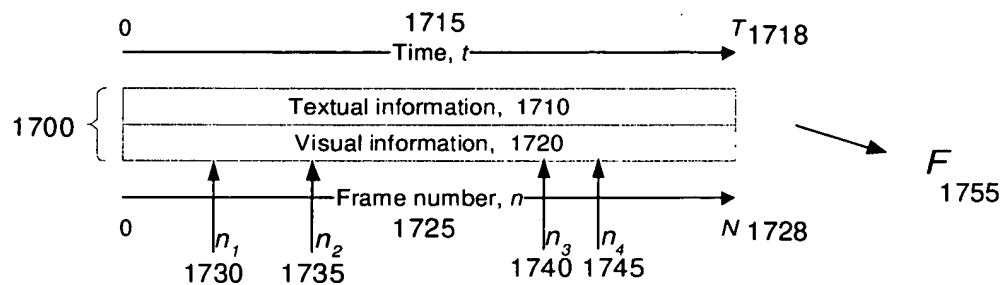 0 1715 T 1718
Time, t
Textual information, 1710
1700
Visual information, 1720
F
1755
Frame number, n
0 1725 N 1728
n1 n2 n3 n4
1730 1735 1740 1745